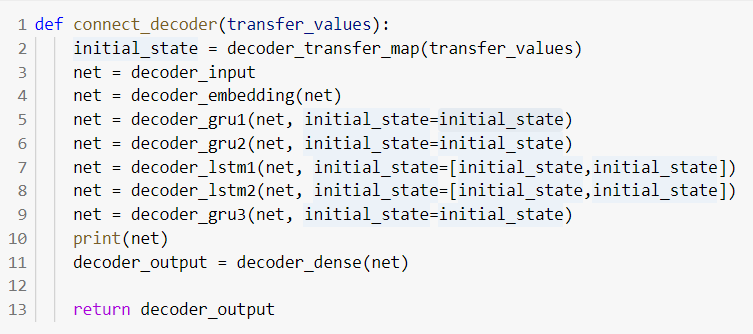 1 def connect_decoder(transfer_values):
2     initial_state = decoder_transfer_map(transfer_values)
3     net = decoder_input
4     net = decoder_embedding(net)
5     net = decoder_gru1(net, initial_state=initial_state)
6     net = decoder_gru2(net, initial_state=initial_state)
7     net = decoder_lstm1(net, initial_state=[initial_state,initial_state])
8     net = decoder_lstm2(net, initial_state=[initial_state,initial_state])
9     net = decoder_gru3(net, initial_state=initial_state)
10     print(net)
11     decoder_output = decoder_dense(net)
12
13     return decoder_output